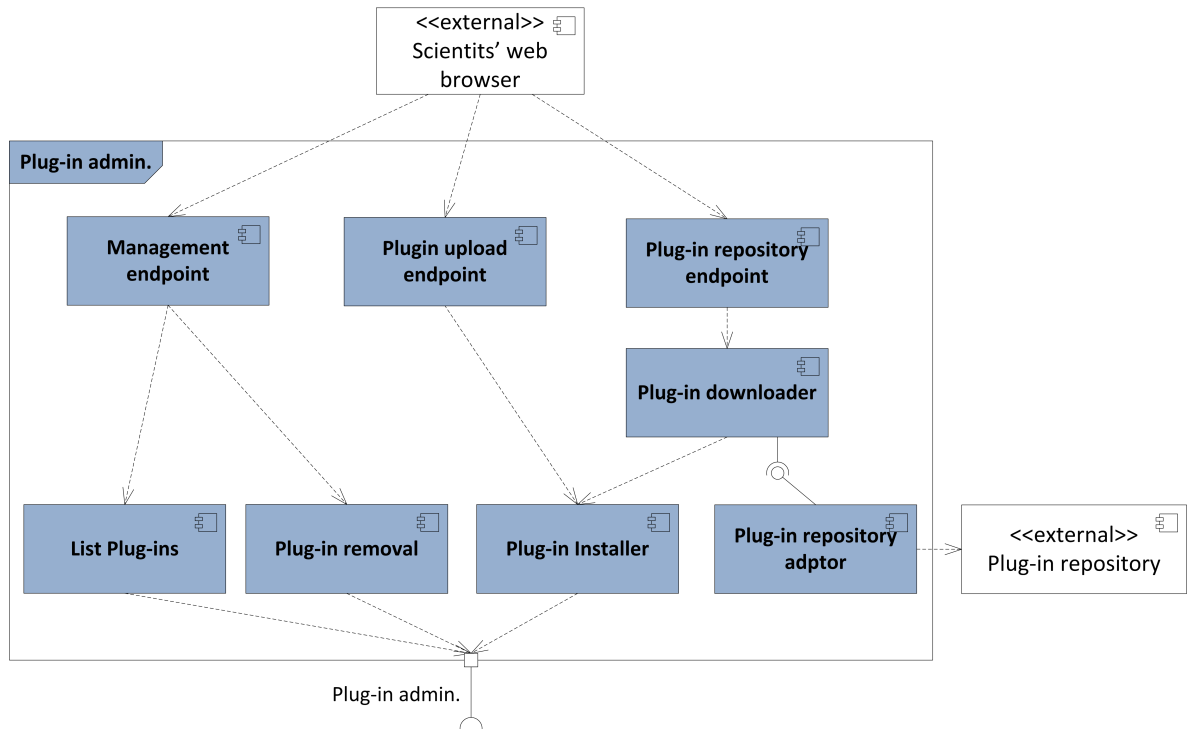 <<external>>
Scientits’ web
browser
Plug-in admin.
Management
endpoint
Plugin upload
endpoint
Plug-in repository
endpoint
Plug-in downloader
List Plug-ins
Plug-in removal
Plug-in Installer
Plug-in repository
adptor
<<external>>
Plug-in repository
Plug-in admin.